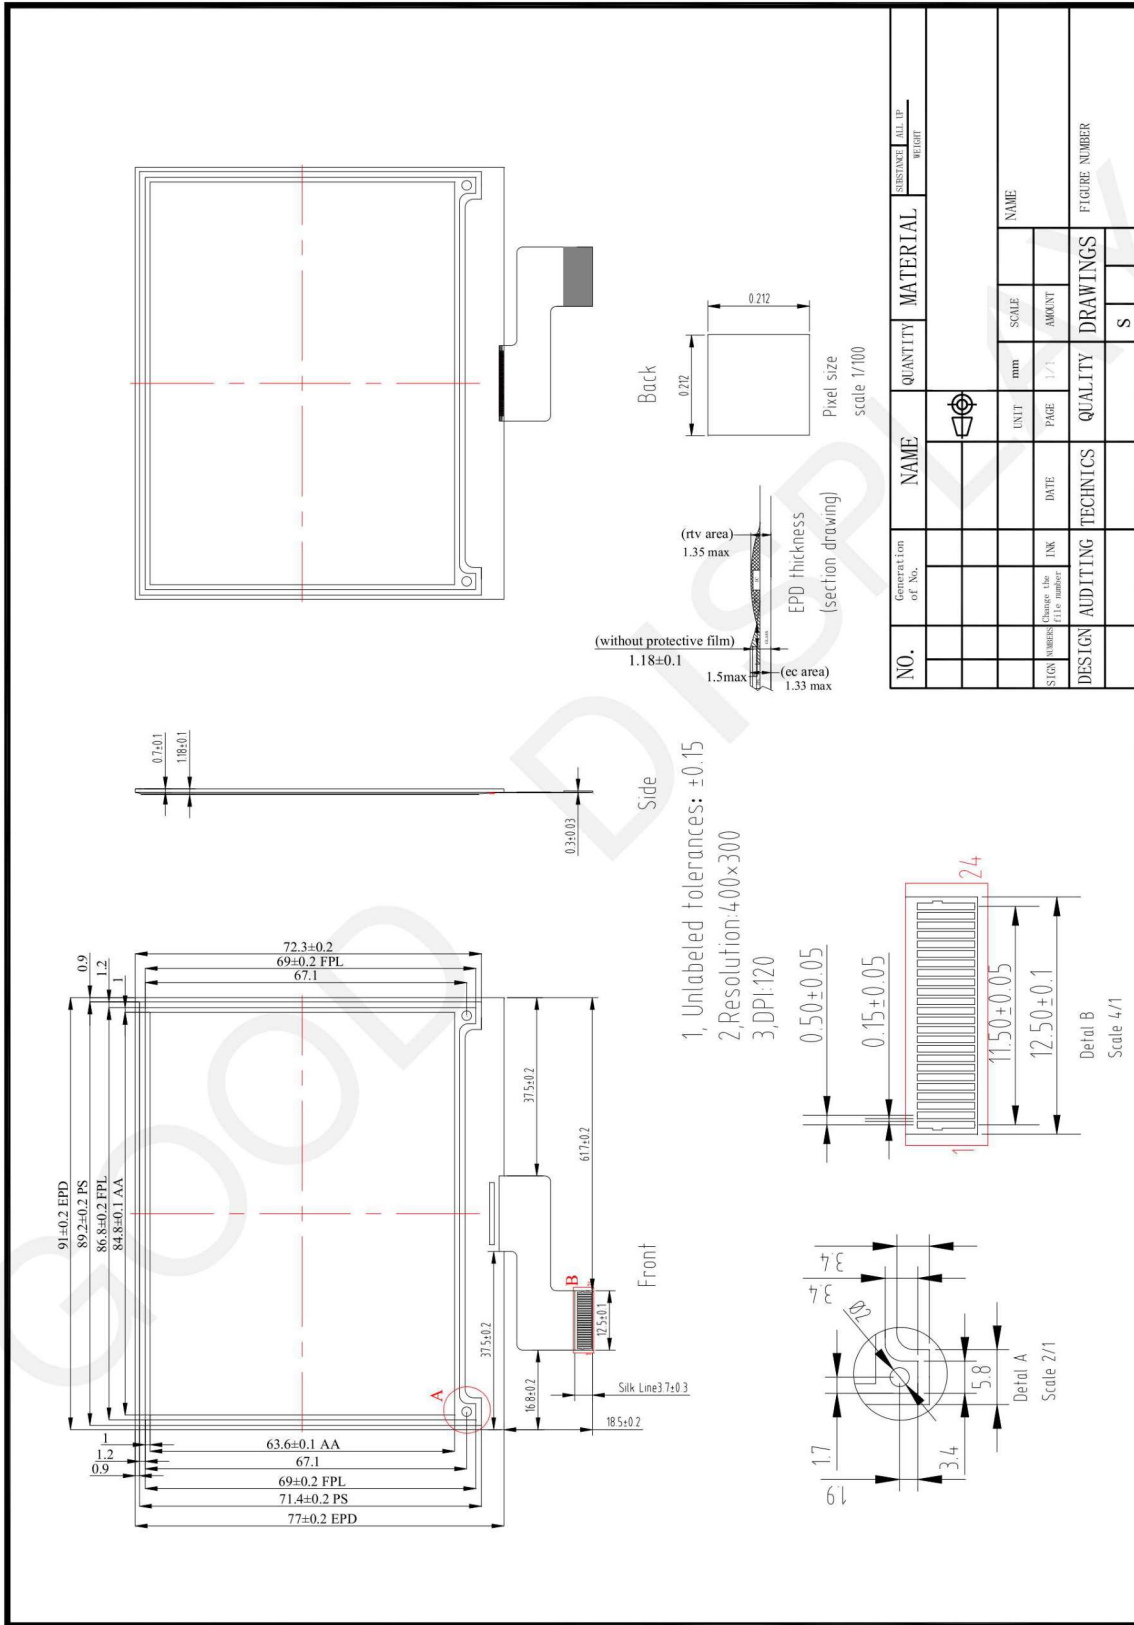 91±0.2 EPD
89.2±0.2 PS
86.8±0.2 FPL
84.8±0.1 AA
0.9
1.2
1
72.3±0.2
69±0.2 FPL
67.1
1
1.2
0.9
63.6±0.1 AA
67.1
69±0.2 FPL
71.4±0.2 PS
77±0.2 EPD
A
B
37.5±0.2
37.5±0.2
61.7±0.2
12.5±0.1
16.8±0.2
Silk Line3.7±0.3
18.5±0.2
Front
0.7±0.1
1.18±0.1
0.3±0.03
Side
Back
0.212
0.212
Pixel size
scale 1/100
(rtv area)
1.35 max
(without protective film)
1.18±0.1
1.5max
(ec area)
1.33 max
EPD thickness
(section drawing)
1, Unlabeled tolerances: ±0.15
2,Resolution:400x300
3,DPI:120
0.50±0.05
0.15±0.05
1
24
11.50±0.05
12.50±0.1
Detal B
Scale 4/1
3.4
3.4
Ø2
1.7
1.9
3.4
5.8
Detal A
Scale 2/1
NO.
Generation
of No.
NAME
QUANTITY
MATERIAL
SUBSTANCE
ALL UP
WEIGHT
UNIT
mm
SCALE
NAME
SIGN
NUMBERS
Change the
file number
INK
DATE
PAGE
1/1
AMOUNT
DESIGN
AUDITING
TECHNICS
QUALITY
DRAWINGS
FIGURE NUMBER
S
GOOD DISPLAY